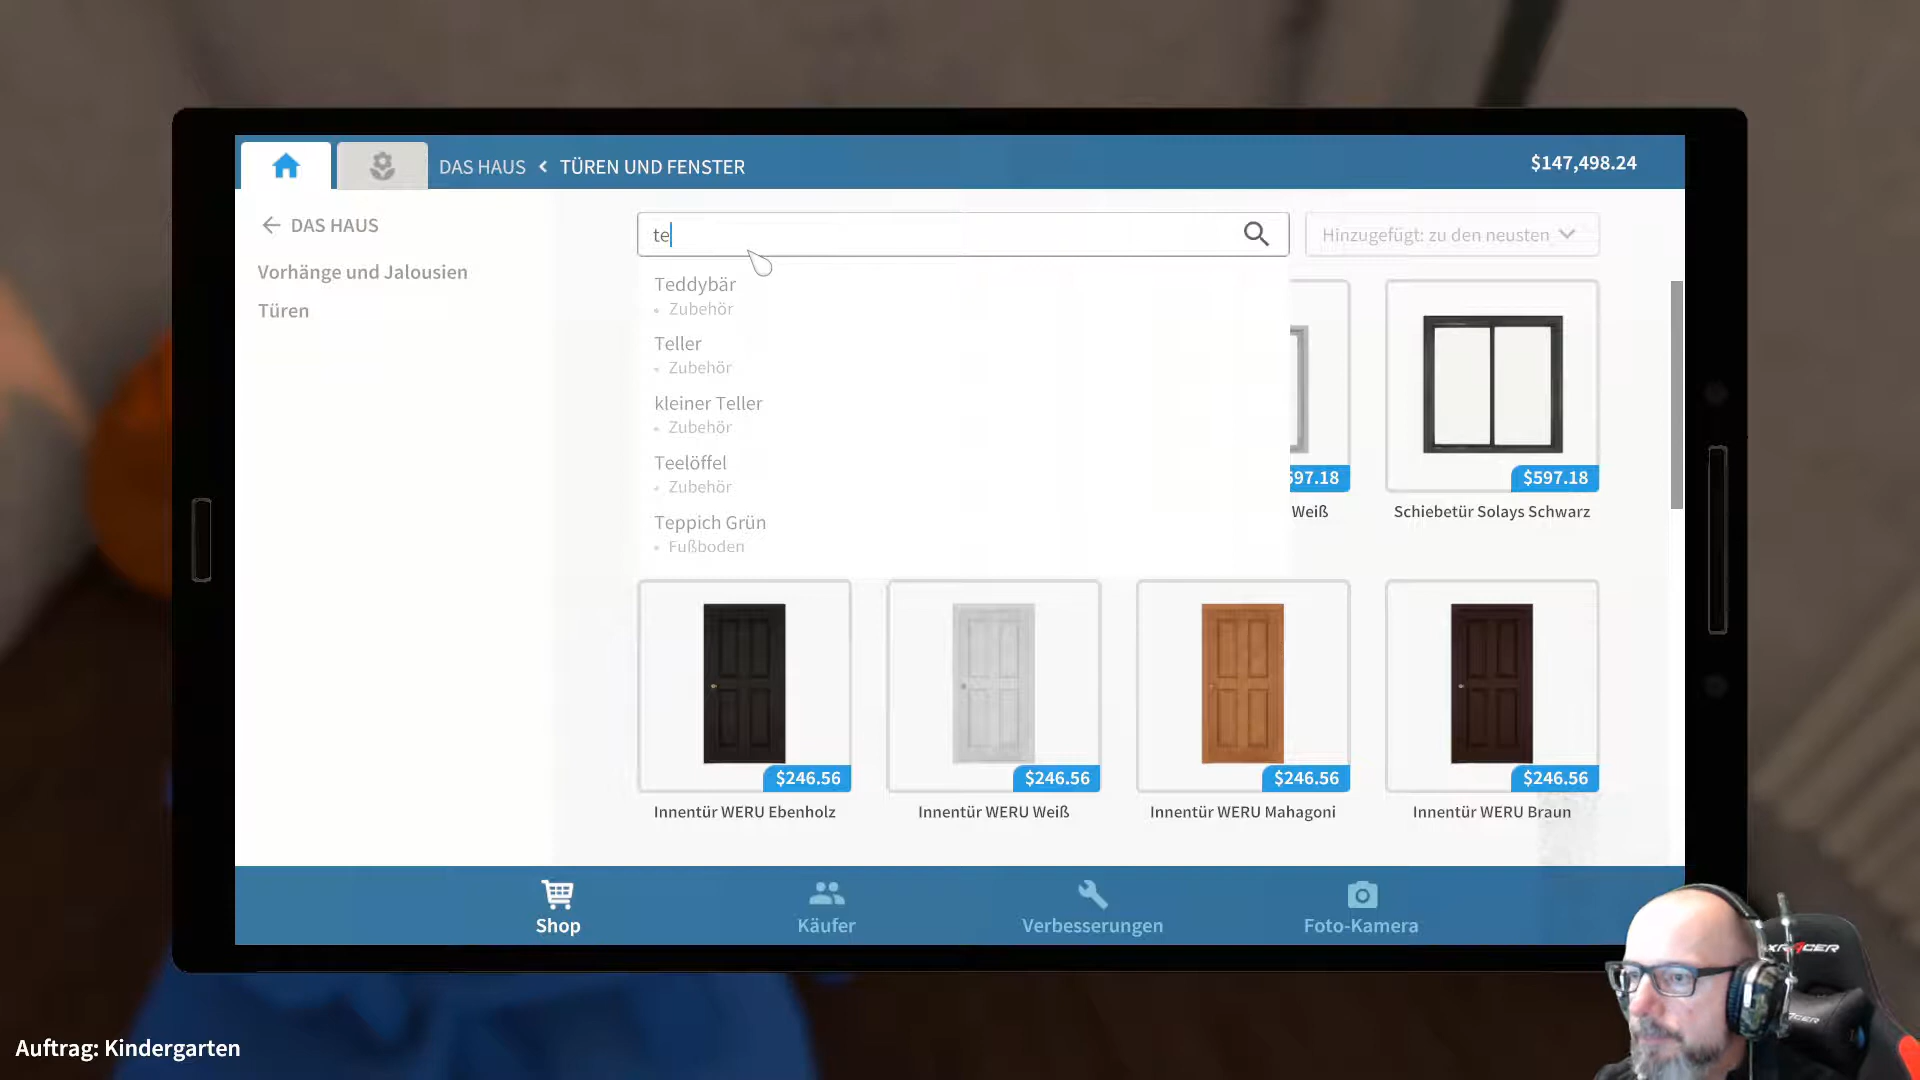 DAS HAUS < TÜREN UND FENSTER
$147,498.24
← DAS HAUS
Vorhänge und Jalousien
Türen
te
Hinzugefügt: zu den neusten
Teddybär
• Zubehör
Teller
• Zubehör
kleiner Teller
• Zubehör
Teelöffel
• Zubehör
Teppich Grün
• Fußboden
597.18
$597.18
Weiß
Schiebetür Solays Schwarz
$246.56
$246.56
$246.56
$246.56
Innentür WERU Ebenholz
Innentür WERU Weiß
Innentür WERU Mahagoni
Innentür WERU Braun
Shop
Käufer
Verbesserungen
Foto-Kamera
Auftrag: Kindergarten